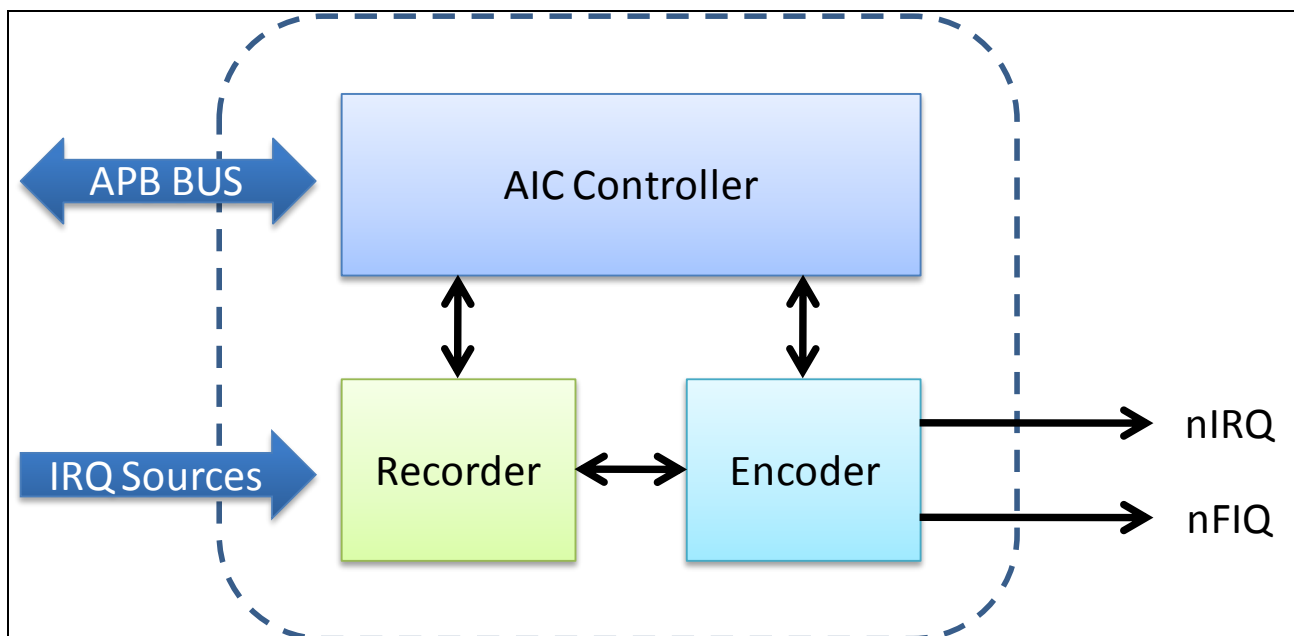 APB BUS
AIC Controller
IRQ Sources
Recorder
Encoder
nIRQ
nFIQ